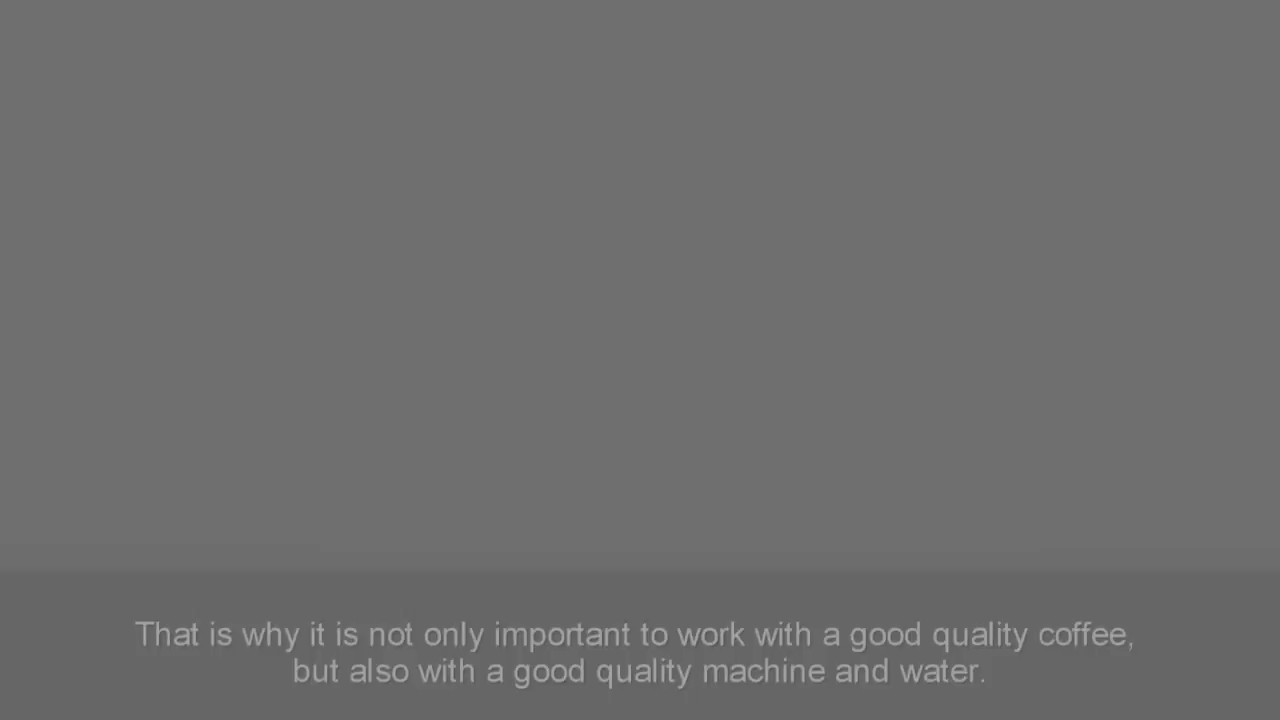 That is why it is not only important to work with a good quality coffee,
but also with a good quality machine and water.